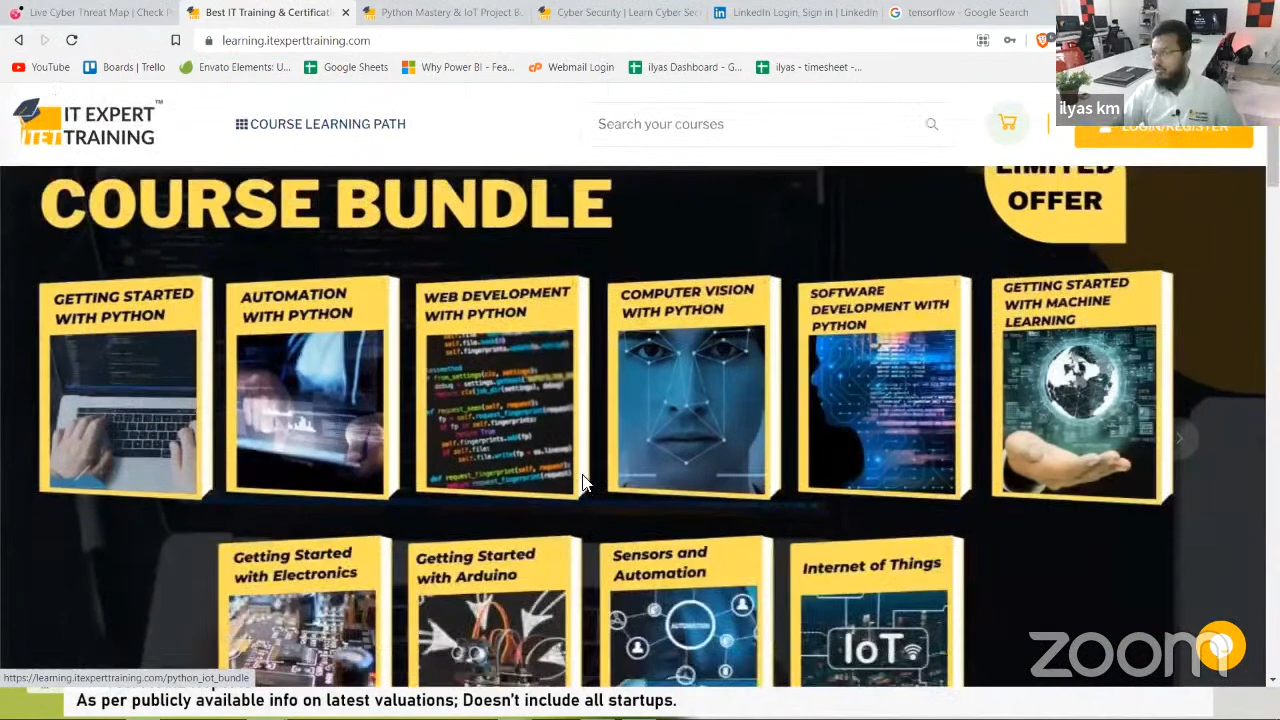 Live Cyber Threat Map | Check P
Best IT Training & Certificat
Python Mastery & IoT Project B
Cyber Security | Learn Cyber Sec
LinkedIn Login, Sign in | LinkedIn
tensorflow - Google Search
learning.itexperttraining.c
YouTube
Boards | Trello
Envato Elements: U...
Why Power BI - Fea...
Webmail Login
ilyas Dashboard - G...
ilyas - timesheet -...
ilyas km
IT EXPERT
TRAINING
ITET
TM
COURSE LEARNING PATH
Search your courses
LOGIN/REGISTER
LIMITED
OFFER
COURSE BUNDLE
GETTING STARTED
WITH PYTHON
AUTOMATION
WITH PYTHON
WEB DEVELOPMENT
WITH PYTHON
COMPUTER VISION
WITH PYTHON
SOFTWARE
DEVELOPMENT WITH
PYTHON
GETTING STARTED
WITH MACHINE
LEARNING
Getting Started
with Electronics
Getting Started
with Arduino
Sensors and
Automation
Internet of Things
AUTOMATION
IoT
zoom
https://learning.itexperttraining.com/python_iot_bundle
As per publicly available info on latest valuations; Doesn't include all startups.